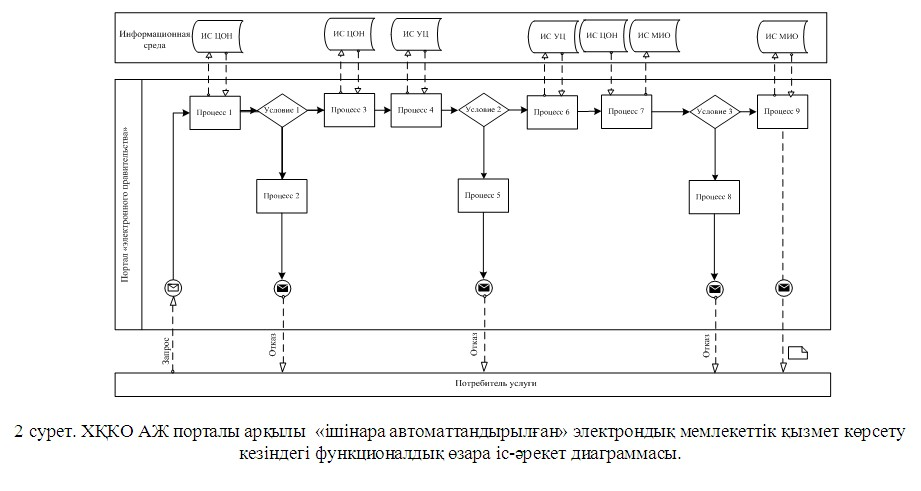 Информационная
среда
ИС ЦОН
ИС ЦОН
ИС УЦ
ИС УЦ
ИС ЦОН
ИС МИО
ИС МИО
Портал «электронного правительства»
Процесс 1
Условие 1
Процесс 3
Процесс 4
Условие 2
Процесс 6
Процесс 7
Условие 3
Процесс 9
Процесс 2
Процесс 5
Процесс 8
Запрос
Отказ
Отказ
Отказ
Потребитель услуги
2 сурет. ХҚКО АЖ порталы арқылы «ішінара автоматтандырылған» электрондық мемлекеттік қызмет көрсету
кезіндегі функционалдық өзара іс-әрекет диаграммасы.